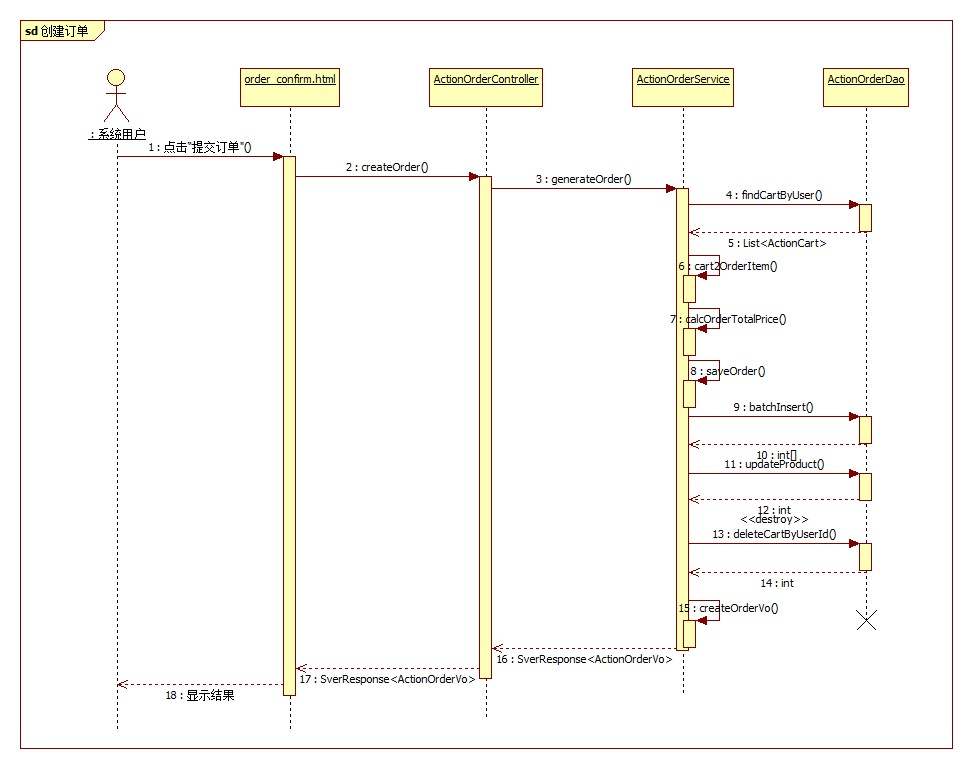 sd 创建订单
: 系统用户
order_confirm.html
ActionOrderController
ActionOrderService
ActionOrderDao
1 : 点击"提交订单"()
2 : createOrder()
3 : generateOrder()
4 : findCartByUser()
5 : List<ActionCart>
6 : cart2OrderItem()
7 : calcOrderTotalPrice()
8 : saveOrder()
9 : batchInsert()
10 : int[]
11 : updateProduct()
12 : int
<<destroy>>
13 : deleteCartByUserId()
14 : int
15 : createOrderVo()
16 : SverResponse<ActionOrderVo>
17 : SverResponse<ActionOrderVo>
18 : 显示结果